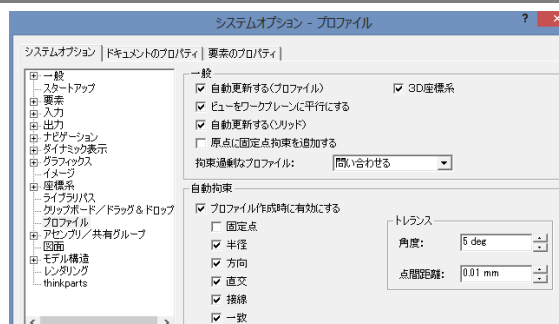 システムオプション - プロファイル
?
システムオプション
ドキュメントのプロパティ
要素のプロパティ
一般
スタートアップ
要素
入力
出力
ナビゲーション
ダイナミック表示
グラフィックス
イメージ
座標系
ライブラリパス
クリップボード/ドラッグ&ドロップ
プロファイル
アセンブリ/共有グループ
図面
モデル構造
レンダリング
thinkparts
一般
自動更新する(プロファイル)
3D座標系
ビューをワークプレーンに平行にする
自動更新する(ソリッド)
原点に固定点拘束を追加する
拘束過剰なプロファイル: 問い合わせる
自動拘束
プロファイル作成時に有効にする
固定点
半径
方向
直交
接線
一致
トレランス
角度: 5 deg
点間距離: 0.01 mm